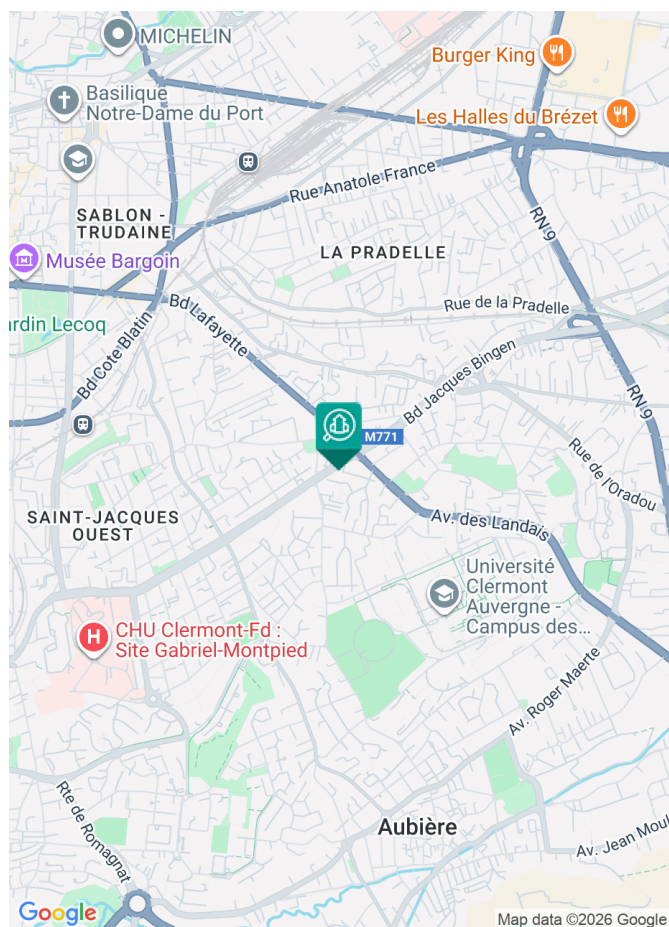 MICHELIN
Burger King
Basilique
Notre-Dame du Port
Les Halles du Brézet
Rue Anatole France
SABLON -
TRUDAINE
RN 9
LA PRADELLE
Musée Bargoin
Rue de la Pradelle
ardin Lecoq
Bd Lafayette
Bd Cote Blatin
Bd Jacques Bingen
RN 9
M771
Rue de l'Oradou
SAINT-JACQUES
OUEST
Av. des Landais
Université
Clermont
Auvergne -
Campus des...
H
CHU Clermont-Fd :
Site Gabriel-Montpied
Av. Roger Maerte
Rte de Romagnat
Aubière
Av. Jean Moul
Google
Map data ©2026 Google